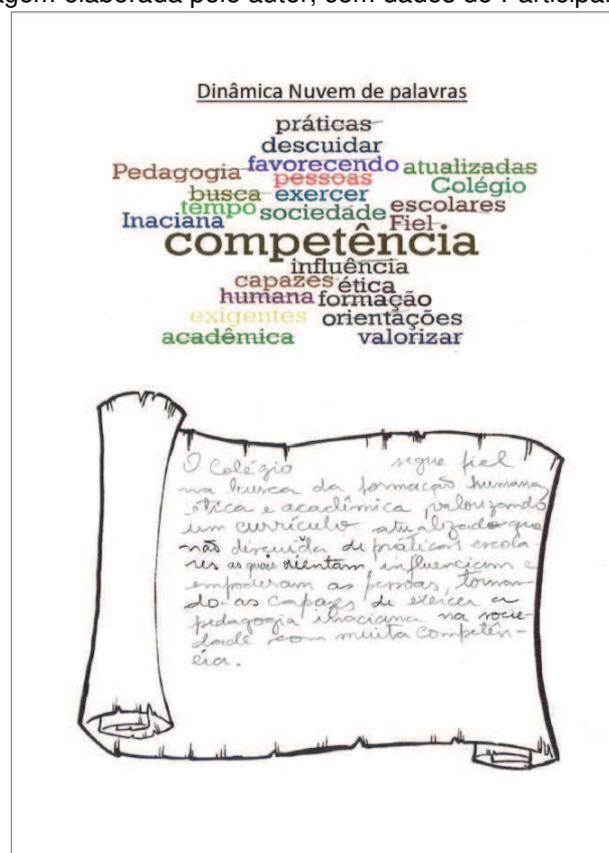 agem elaborada pelo autor, com dados do Participa
Dinâmica Nuvem de palavras
práticas
descuidar
Pedagogia favorecendo atualizadas
pessoas Colégio
busca exercer escolares
tempo sociedade Fiel
Inaciana
competência
influência
capazes ética
humana formação
exigentes orientações
acadêmica valorizar
O Colégio segue fiel
na busca da formação humana
ética e acadêmica valorizando
um currículo atualizado que
não descuida de práticas escola
res as quais orientam, influenciam e
empoderam as pessoas, tornan-
do-as capazes de exercer a
pedagogia inaciana na socie-
dade com muita competên-
cia.